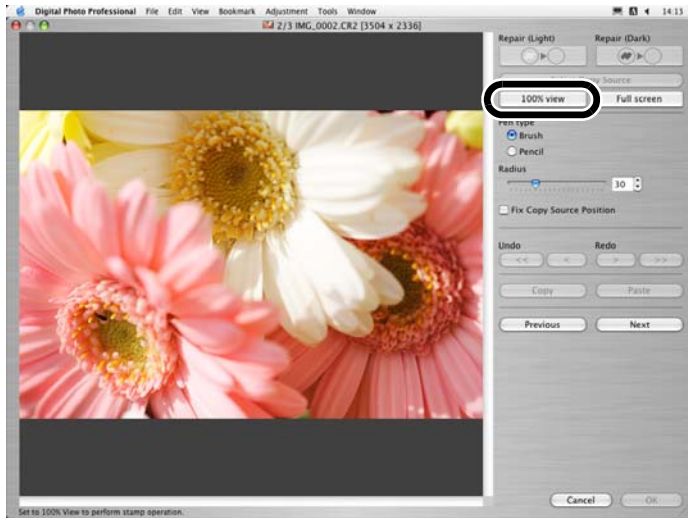 Digital Photo Professional File Edit View Bookmark Adjustment Tools Window 14:13
2/3 IMG_0002.CR2 [3504 x 2336]
Repair (Light) Repair (Dark)
Copy Source
100% view Full screen
Pen type
Brush
Pencil
Radius
30
Fix Copy Source Position
Undo Redo
<< < > >>
Copy Paste
Previous Next
Cancel OK
Set to 100% View to perform stamp operation.